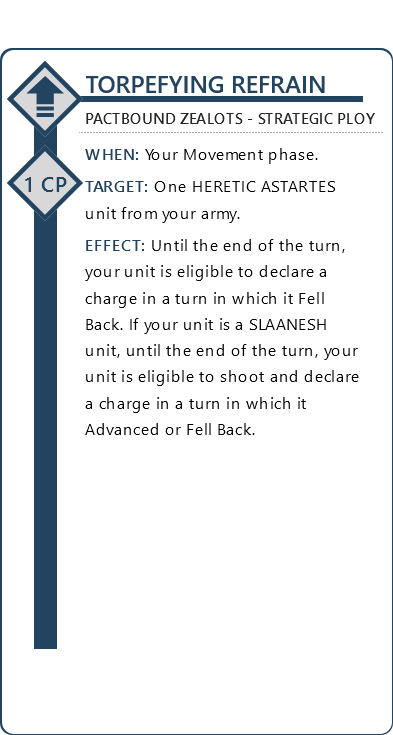 TORPEFYING REFRAIN
PACTBOUND ZEALOTS - STRATEGIC PLOY
WHEN: Your Movement phase.
1 CP
TARGET: One HERETIC ASTARTES
unit from your army.
EFFECT: Until the end of the turn,
your unit is eligible to declare a
charge in a turn in which it Fell
Back. If your unit is a SLAANESH
unit, until the end of the turn, your
unit is eligible to shoot and declare
a charge in a turn in which it
Advanced or Fell Back.